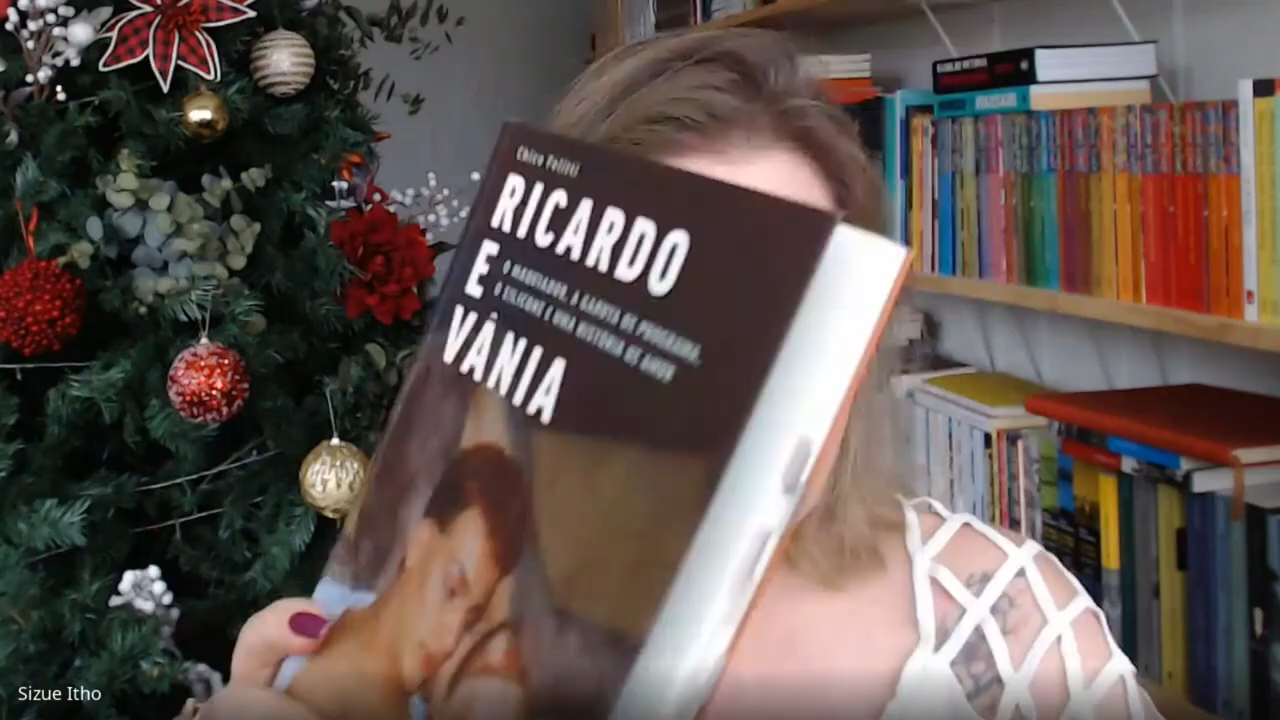 Chico Felitti
RICARDO
E
O MAQUIADOR, A GAROTA DE PROGRAMA,
O SILICONE E UMA HISTÓRIA DE AMOR
VÂNIA
Sizue Itho